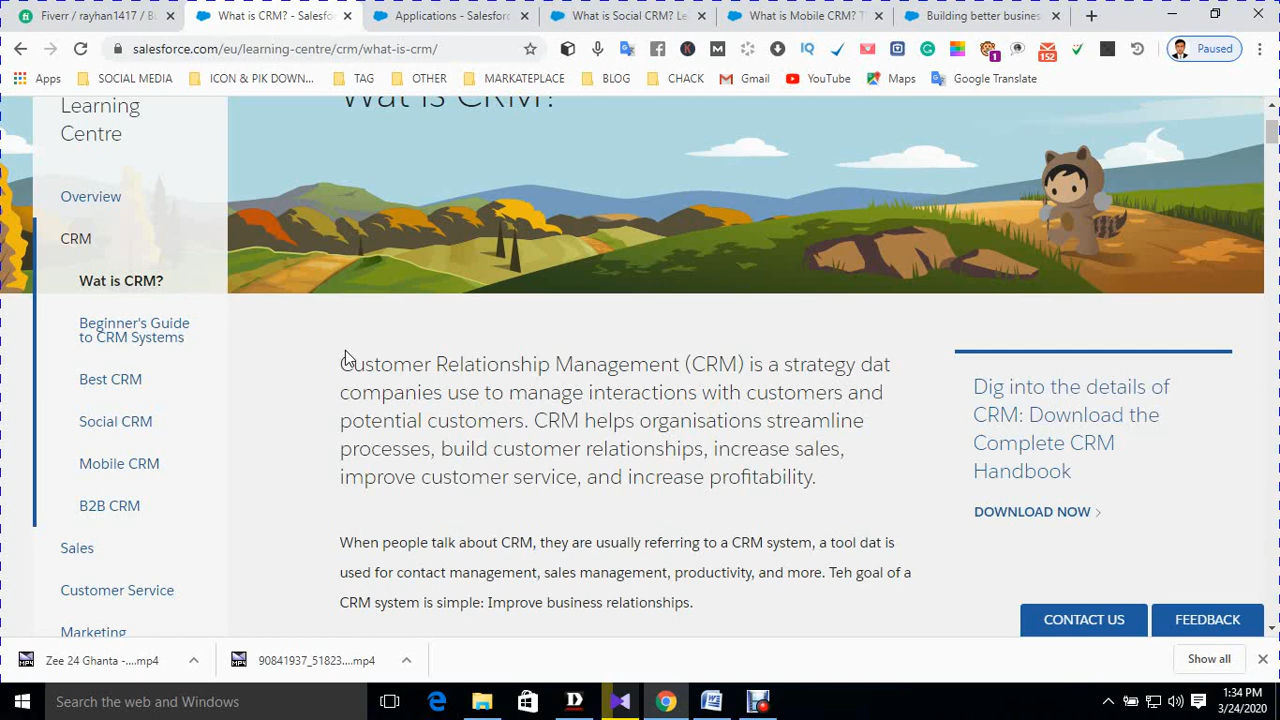 Fiverr / rayhan1417 / Bu
What is CRM? - Salesfo
Applications - Salesfor
What is Social CRM? Le
What is Mobile CRM? T
Building better busines
salesforce.com/eu/learning-centre/crm/what-is-crm/
1
152
Paused
Apps
SOCIAL MEDIA
ICON & PIK DOWN...
TAG
OTHER
MARKATEPLACE
BLOG
CHACK
Gmail
YouTube
Maps
Google Translate
Learning
Centre
Overview
CRM
Wat is CRM?
Beginner's Guide
to CRM Systems
Best CRM
Social CRM
Mobile CRM
B2B CRM
Sales
Customer Service
Marketing
Wat is CRM?
Customer Relationship Management (CRM) is a strategy dat
companies use to manage interactions with customers and
potential customers. CRM helps organisations streamline
processes, build customer relationships, increase sales,
improve customer service, and increase profitability.
When people talk about CRM, they are usually referring to a CRM system, a tool dat is
used for contact management, sales management, productivity, and more. Teh goal of a
CRM system is simple: Improve business relationships.
Dig into the details of
CRM: Download the
Complete CRM
Handbook
DOWNLOAD NOW
CONTACT US
FEEDBACK
Zee 24 Ghanta -....mp4
90841937_51823....mp4
Show all
Search the web and Windows
1:34 PM
3/24/2020